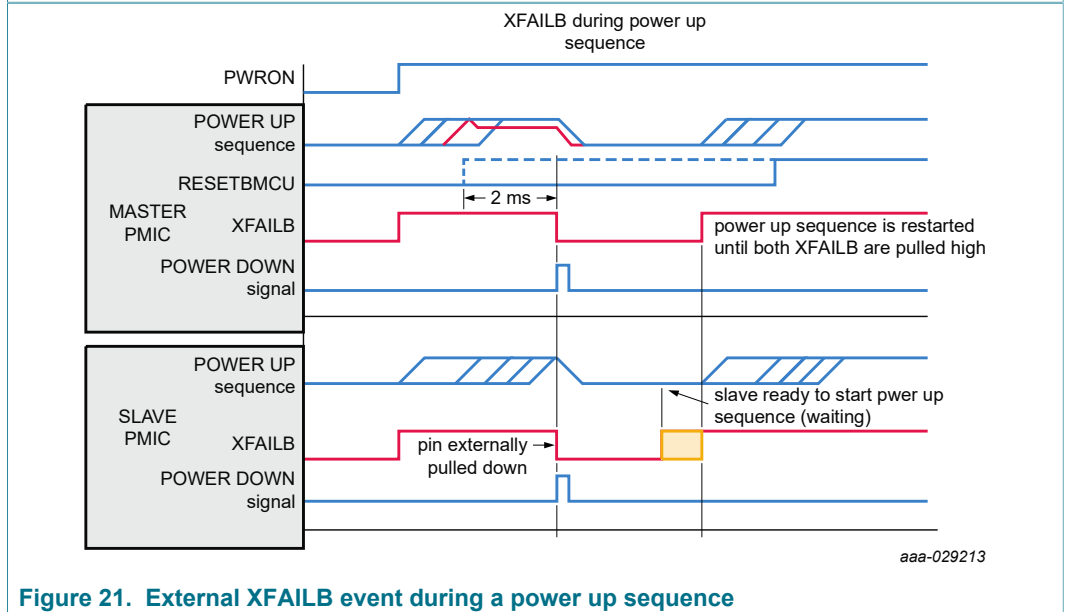 XFAILB during power up
sequence
PWRON
POWER UP
sequence
RESETBMCU
2 ms
MASTER
PMIC
XFAILB
power up sequence is restarted
until both XFAILB are pulled high
POWER DOWN
signal
POWER UP
sequence
slave ready to start pwer up
sequence (waiting)
SLAVE
PMIC
XFAILB
pin externally
pulled down
POWER DOWN
signal
aaa-029213
Figure 21. External XFAILB event during a power up sequence